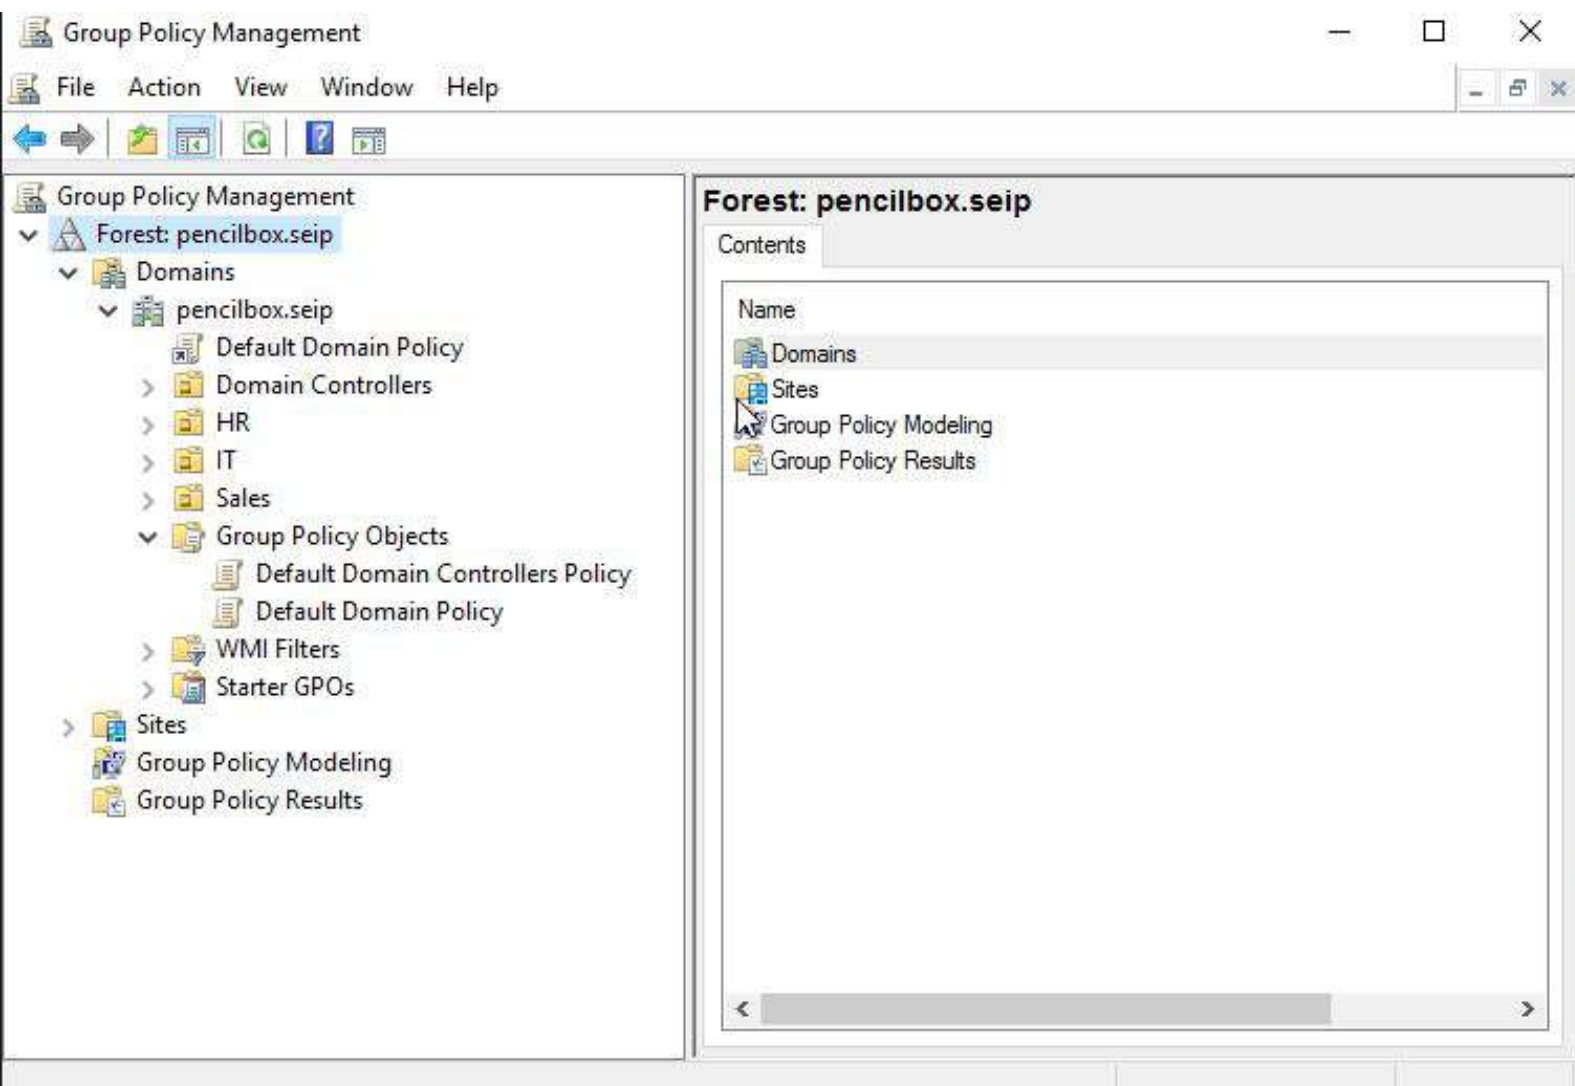 Group Policy Management
File Action View Window Help
Group Policy Management
Forest: pencilbox.seip
Domains
pencilbox.seip
Default Domain Policy
Domain Controllers
HR
IT
Sales
Group Policy Objects
Default Domain Controllers Policy
Default Domain Policy
WMI Filters
Starter GPOs
Sites
Group Policy Modeling
Group Policy Results
Forest: pencilbox.seip
Contents
Name
Domains
Sites
Group Policy Modeling
Group Policy Results